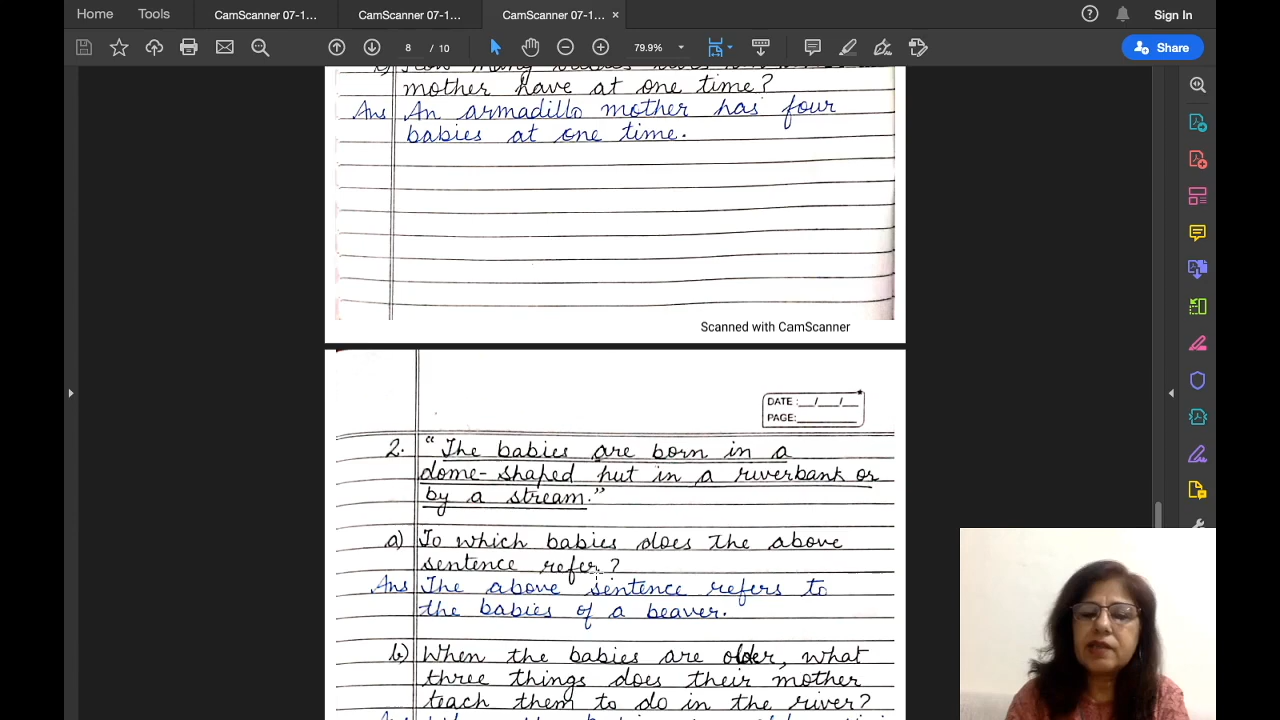 Home Tools CamScanner 07-1... CamScanner 07-1... CamScanner 07-1... × Sign In
8 / 10 79.9% Share
mother have at one time?
Ans An armadillo mother has four
babies at one time.
Scanned with CamScanner
DATE :__/__/__
PAGE:
2. "The babies are born in a
dome-shaped hut in a riverbank or
by a stream."
a) To which babies does the above
sentence refer?
Ans The above sentence refers to
the babies of a beaver.
b) When the babies are older, what
three things does their mother
teach them to do in the river?